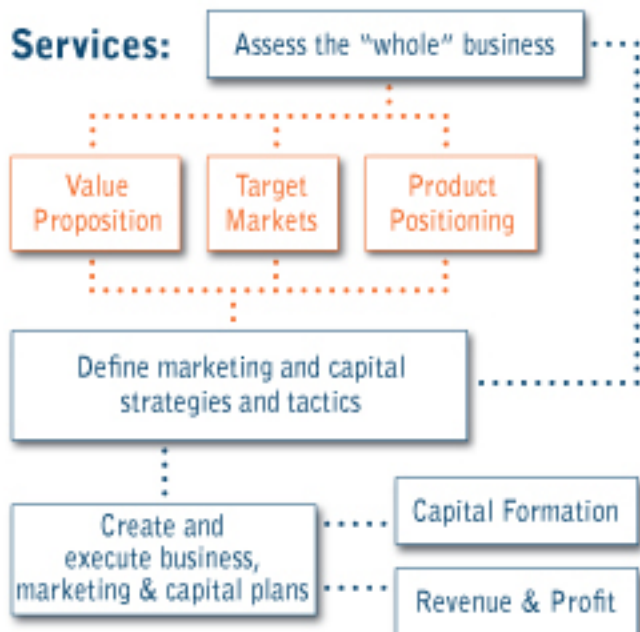 Services:
Assess the “whole” business
Value
Proposition
Target
Markets
Product
Positioning
Define marketing and capital
strategies and tactics
Create and
execute business,
marketing & capital plans
Capital Formation
Revenue & Profit